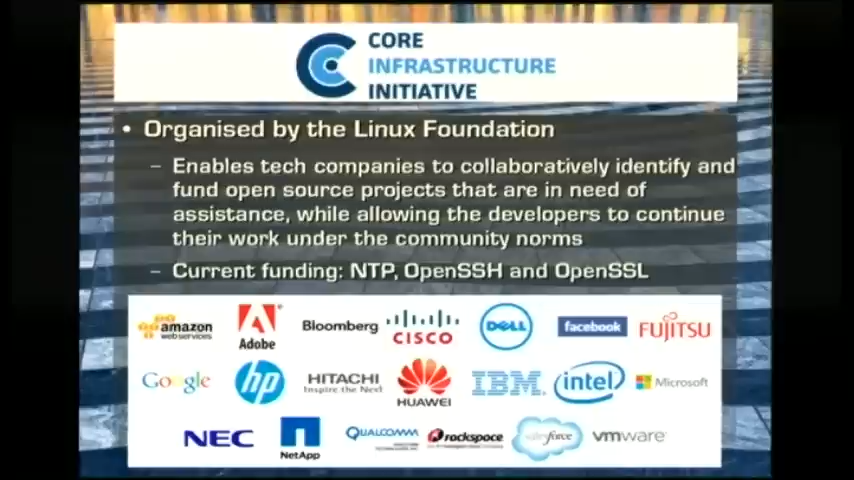 CORE
INFRASTRUCTURE
INITIATIVE
• Organised by the Linux Foundation
– Enables tech companies to collaboratively identify and
fund open source projects that are in need of
assistance, while allowing the developers to continue
their work under the community norms
– Current funding: NTP, OpenSSH and OpenSSL
amazon
webservices
Adobe
Bloomberg
CISCO
DELL
facebook
FUJITSU
Google
hp
HITACHI
Inspire the Next
HUAWEI
IBM
intel
Microsoft
NEC
NetApp
QUALCOMM
rackspace
salesforce
vmware